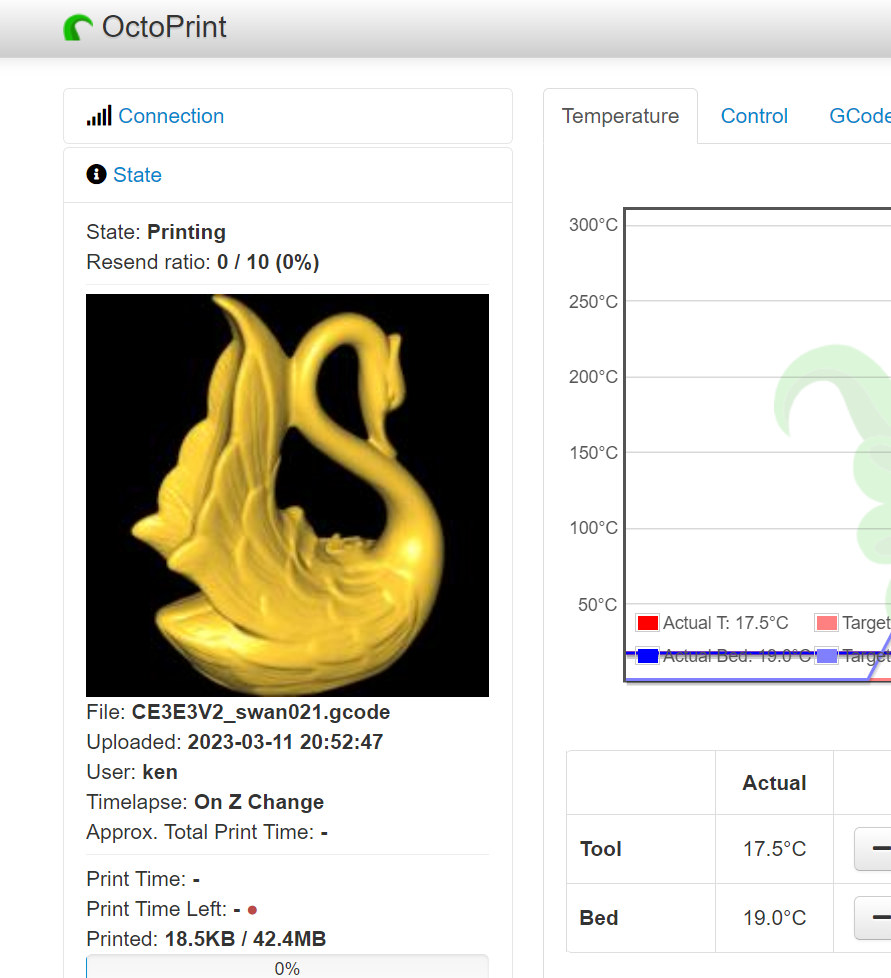 OctoPrint
Connection
State
State: Printing
Resend ratio: 0 / 10 (0%)
File: CE3E3V2_swan021.gcode
Uploaded: 2023-03-11 20:52:47
User: ken
Timelapse: On Z Change
Approx. Total Print Time: -
Print Time: -
Print Time Left: -
Printed: 18.5KB / 42.4MB
0%
Temperature Control GCode
300°C
250°C
200°C
150°C
100°C
50°C
Actual T: 17.5°C Target
Actual Bed: 19.0°C Target
Actual
Tool 17.5°C
Bed 19.0°C